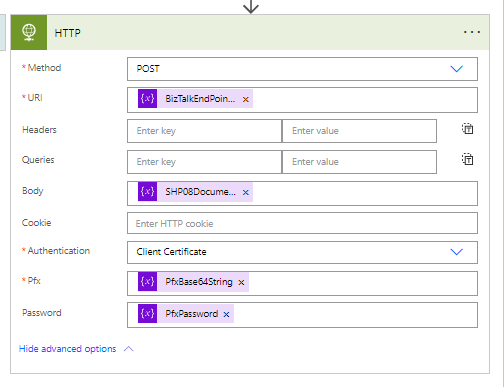 HTTP
* Method POST
* URI {x} BizTalkEndPoin... x
Headers Enter key Enter value
Queries Enter key Enter value
Body {x} SHP08Docume... x
Cookie Enter HTTP cookie
* Authentication Client Certificate
* Pfx {x} PfxBase64String x
Password {x} PfxPassword x
Hide advanced options